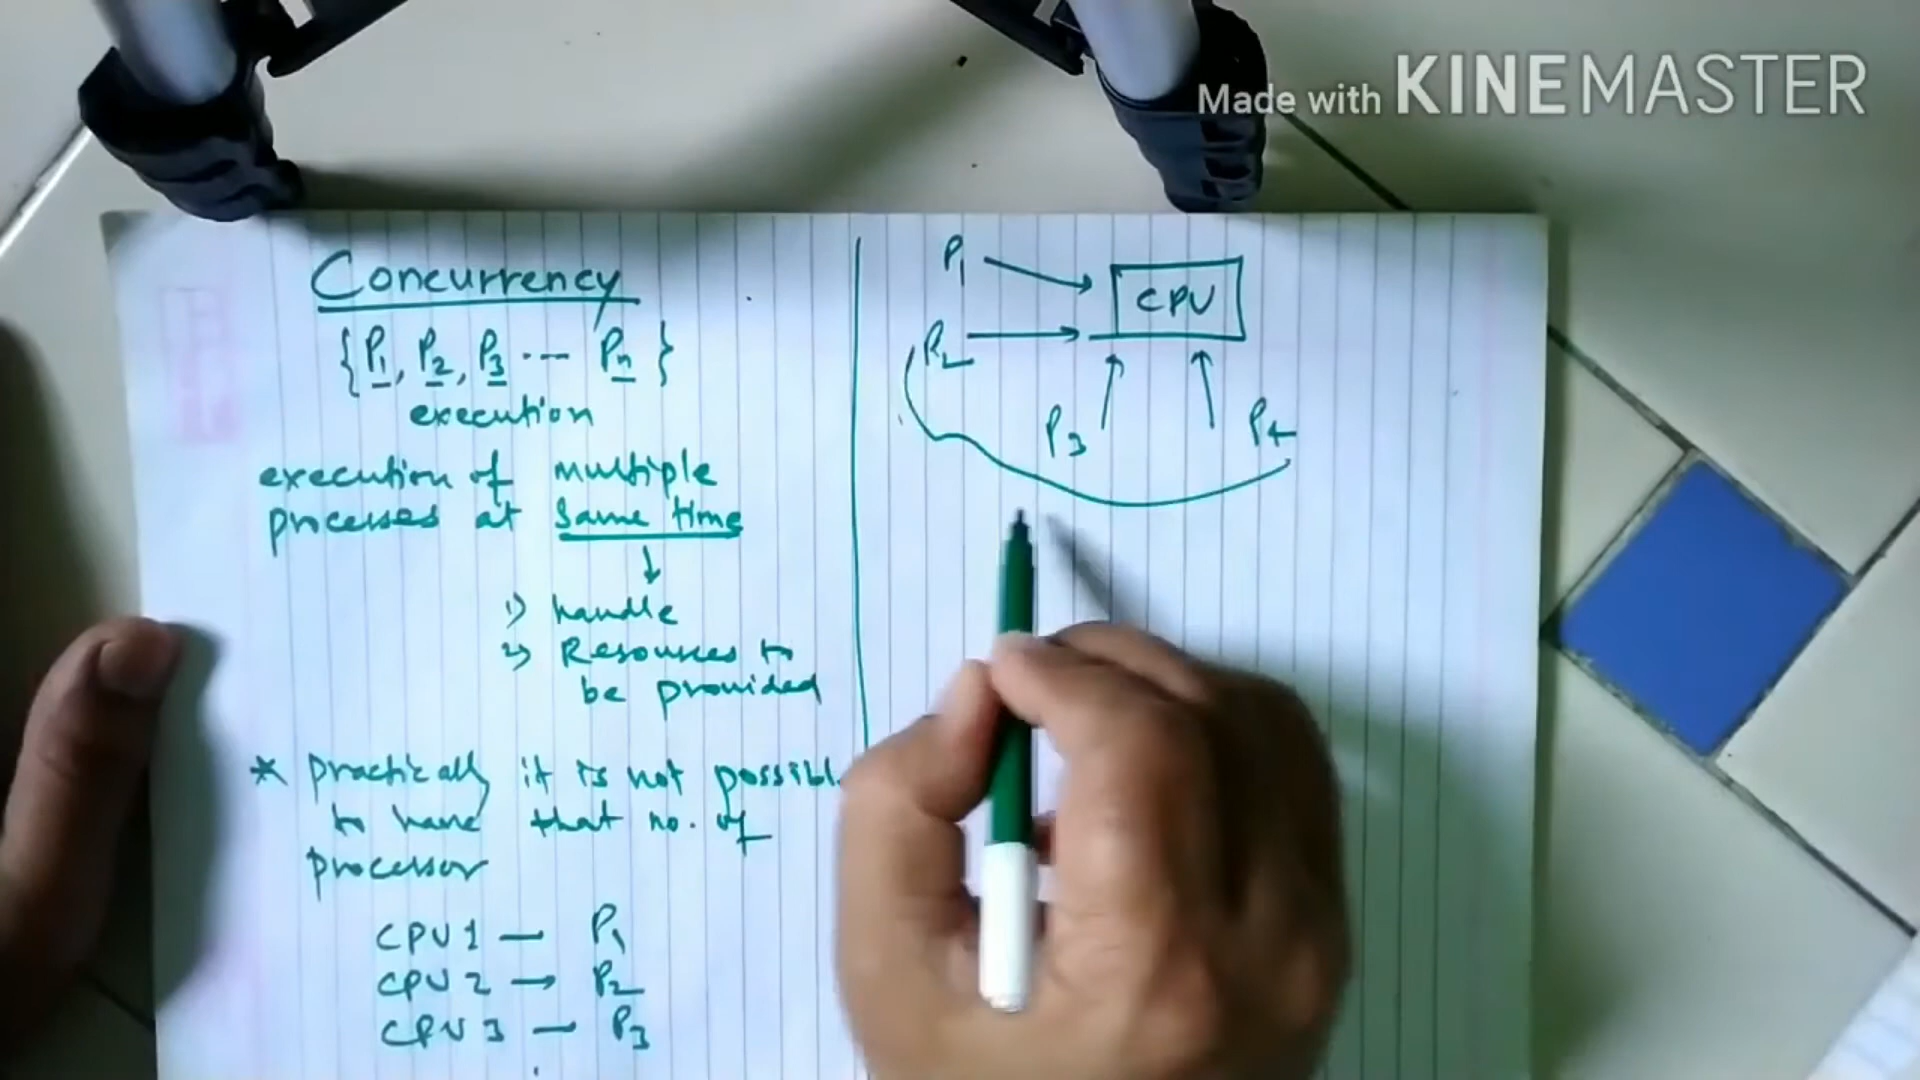 Made with KINEMASTER
Concurrency
{P1, P2, P3 ... Pn}
execution
execution of multiple
processes at same time
↓
1) handle
2) Resources to
be provided
* practically it is not possible
to have that no. of
processor
CPU 1 — P1
CPU 2 → P2
CPU 3 — P3
P1
CPU
P2
P3
P4